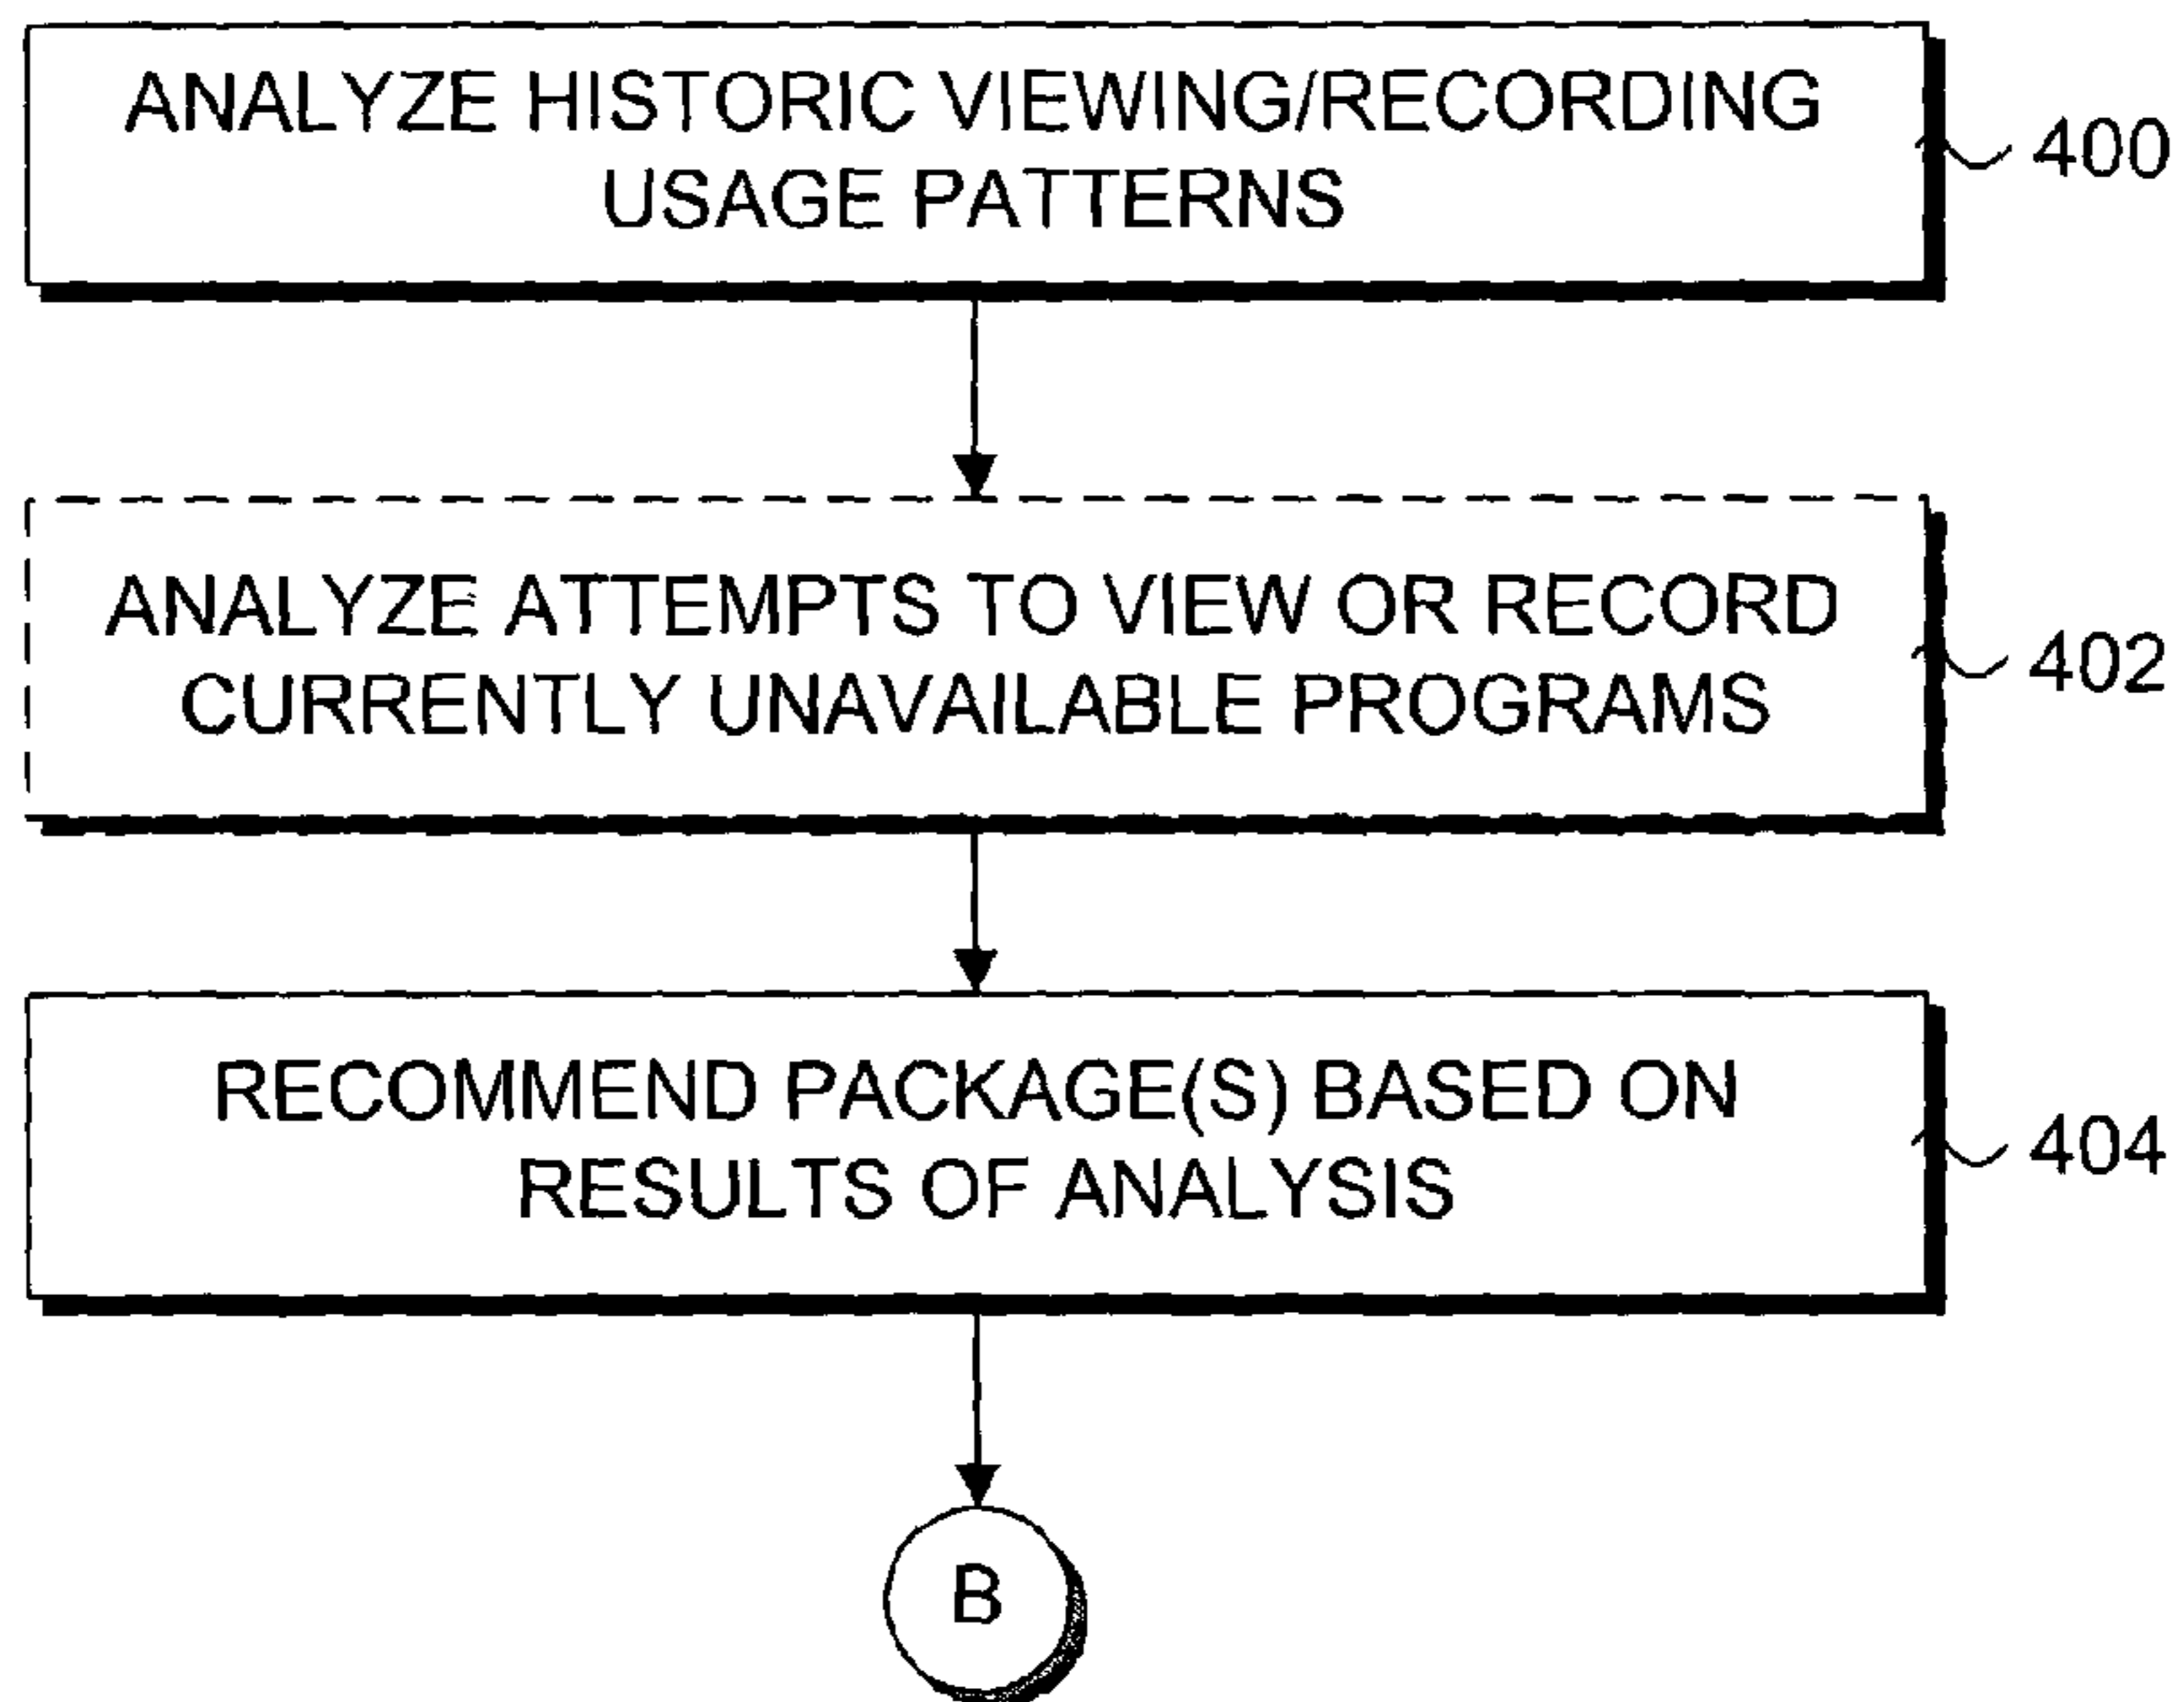 ANALYZE HISTORIC VIEWING/RECORDING
USAGE PATTERNS
400
ANALYZE ATTEMPTS TO VIEW OR RECORD
CURRENTLY UNAVAILABLE PROGRAMS
402
RECOMMEND PACKAGE(S) BASED ON
RESULTS OF ANALYSIS
404
B